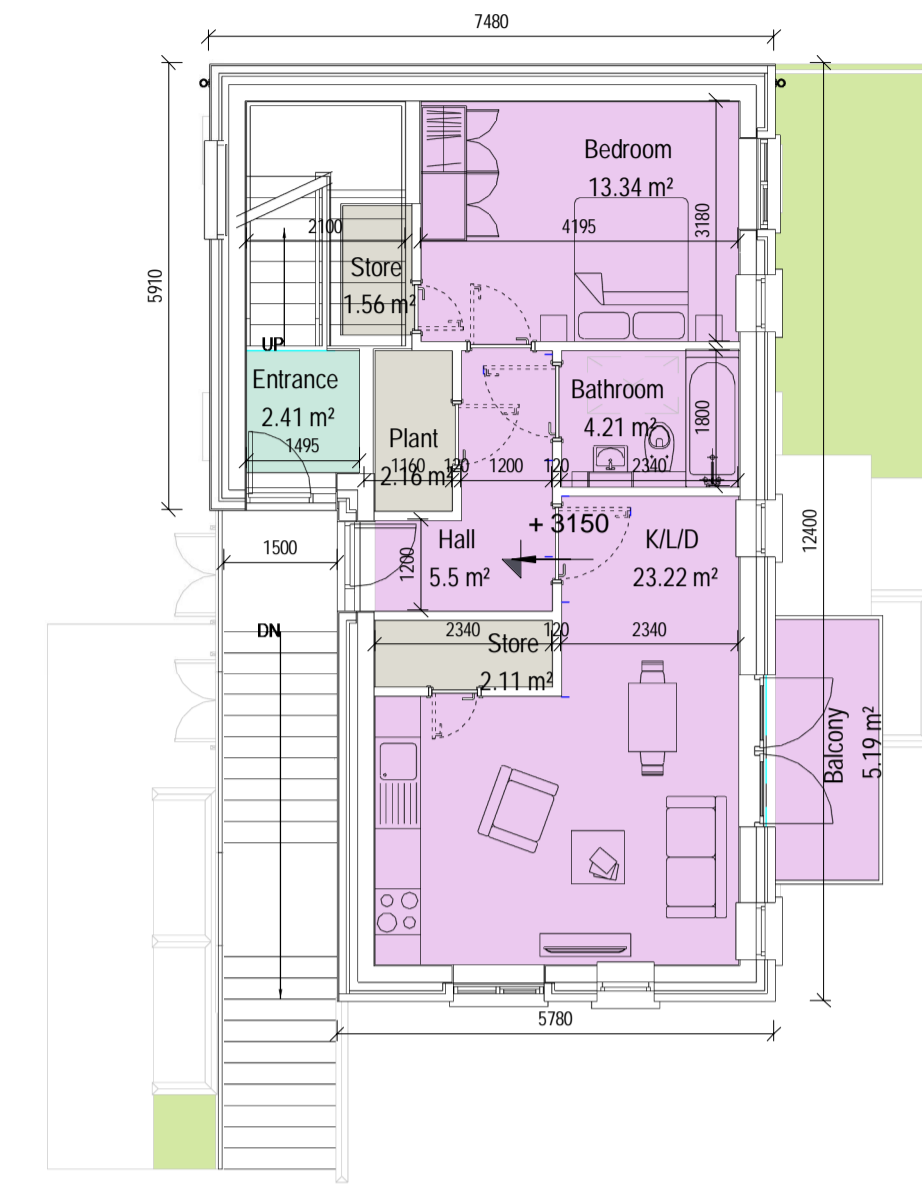 7480
Bedroom
13.34 m²
3180
2100
4195
5910
Store
1.56 m²
UP
Entrance
2.41 m²
1495
Bathroom
4.21 m²
1800
Plant
2.16 m²
1160
120
1200
120
2340
+ 3150
Hall
5.5 m²
1200
K/L/D
23.22 m²
12400
1500
DN
2340
120
2340
Store
2.11 m²
Balcony
5.19 m²
5780